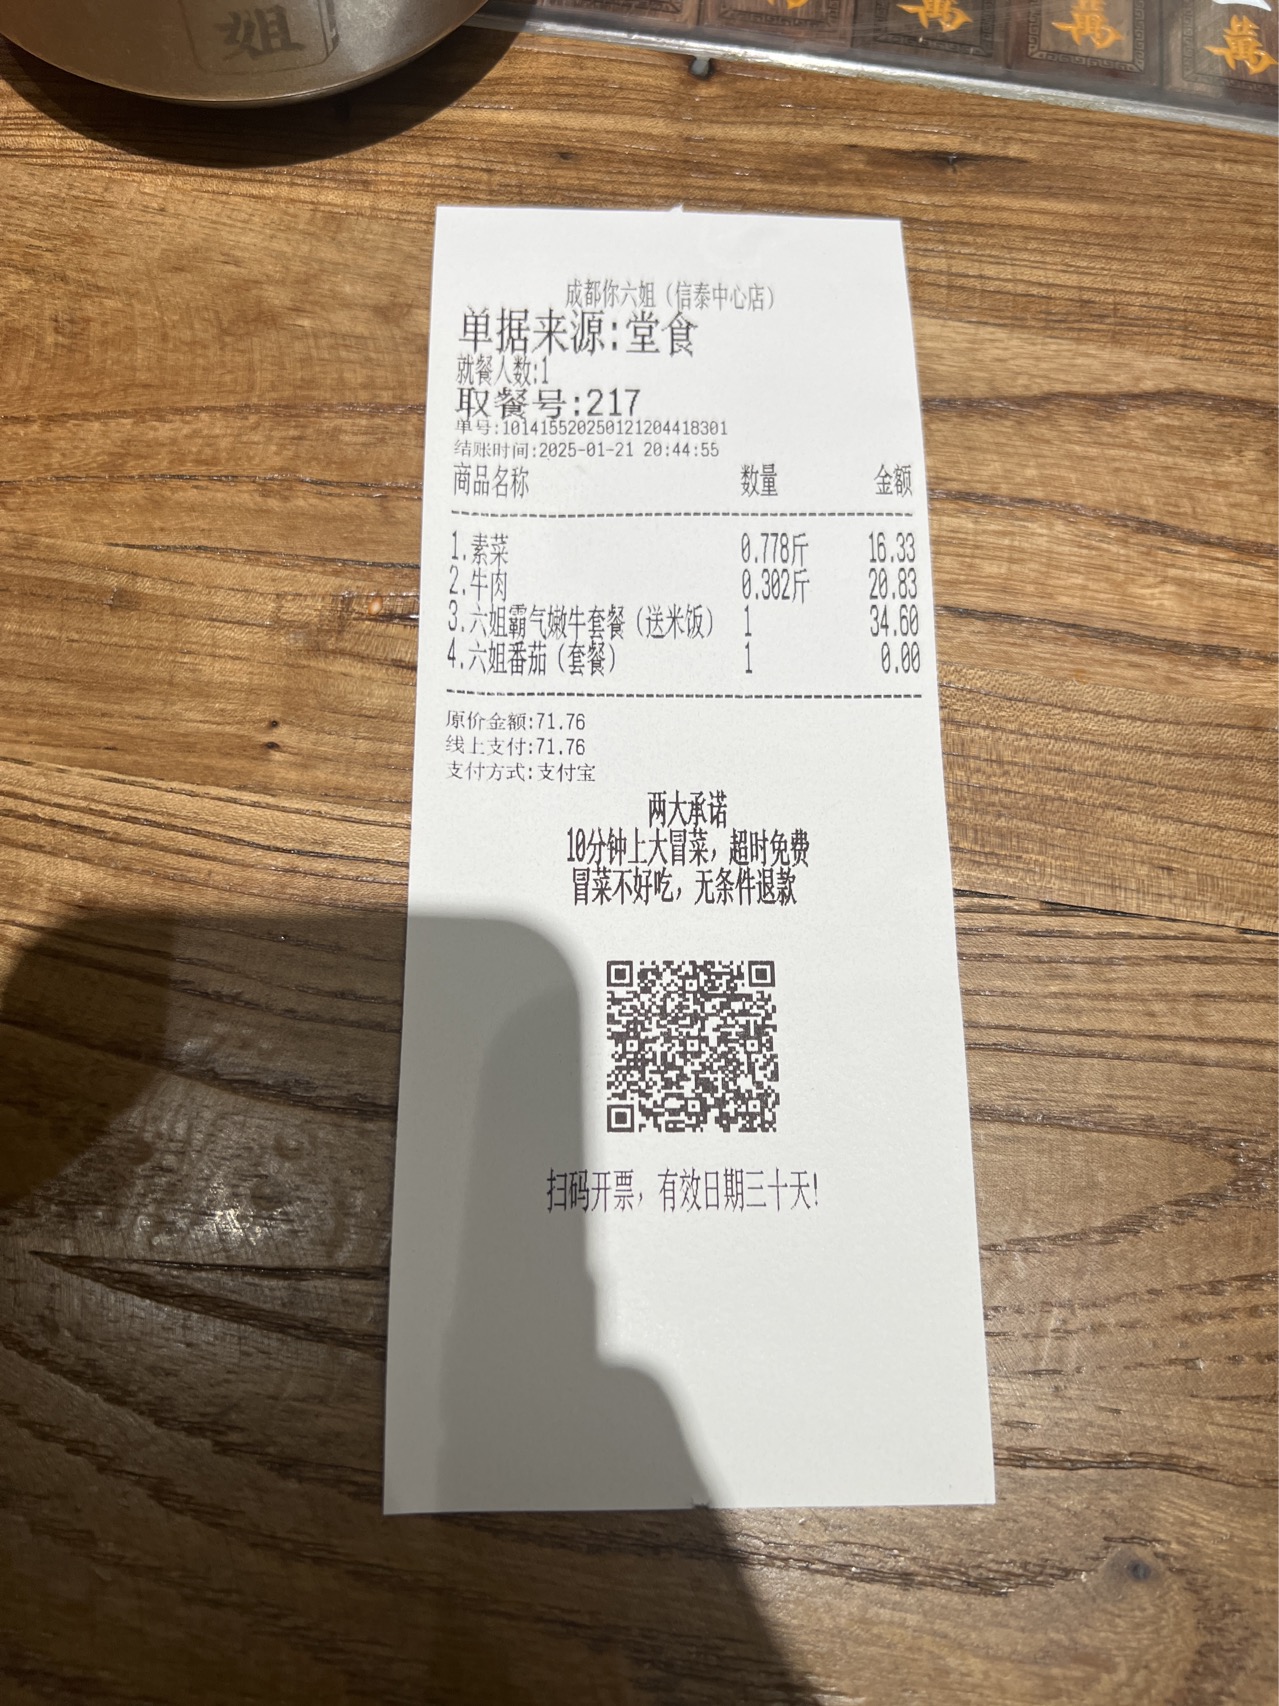 姐
萬 萬 萬
成都你六姐（信泰中心店）
单据来源:堂食
就餐人数:1
取餐号:217
单号:101415520250121204418301
结账时间:2025-01-21 20:44:55
商品名称 数量 金额
1.素菜 0.778斤 16.33
2.牛肉 0.302斤 20.83
3.六姐霸气嫩牛套餐（送米饭） 1 34.60
4.六姐番茄（套餐） 1 0.00
原价金额:71.76
线上支付:71.76
支付方式:支付宝
两大承诺
10分钟上大冒菜，超时免费
冒菜不好吃，无条件退款
扫码开票，有效日期三十天!